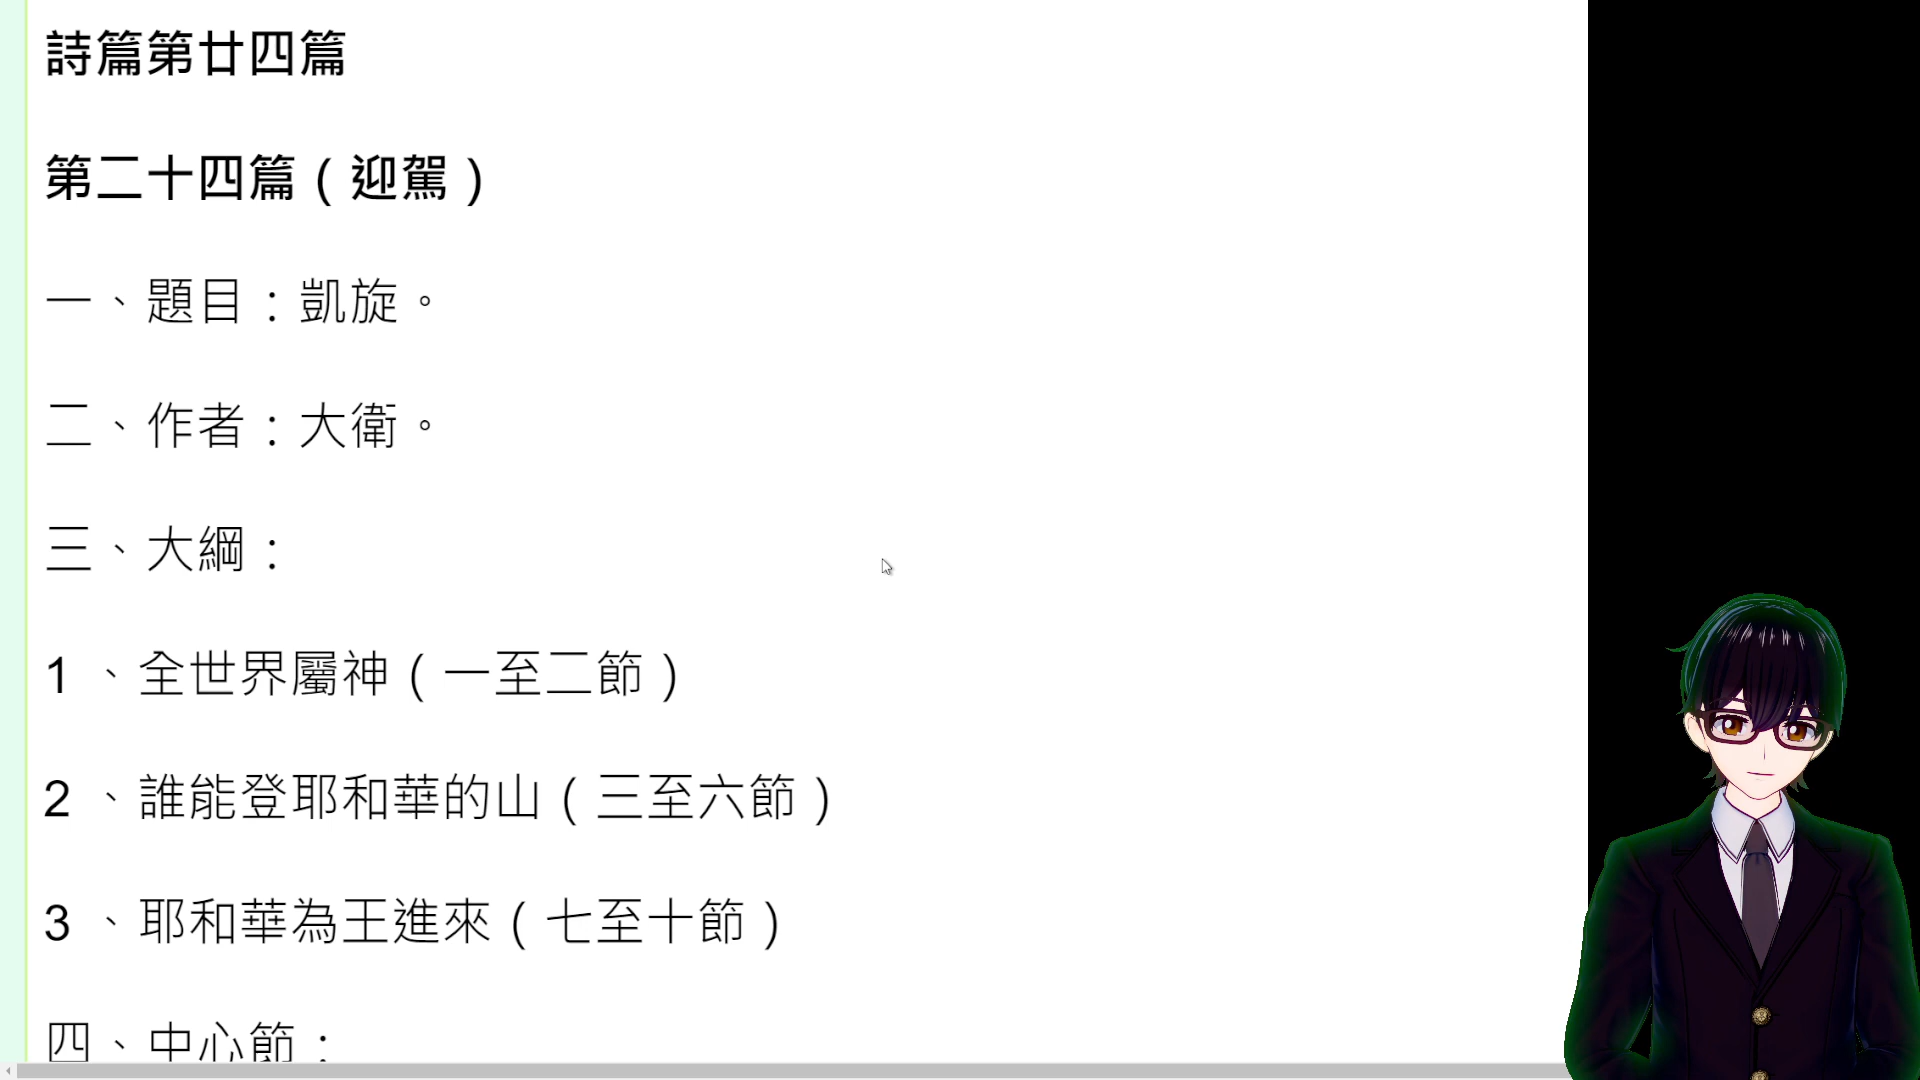 詩篇第廿四篇
第二十四篇（迎駕）
一、題目：凱旋。
二、作者：大衛。
三、大綱：
1 、全世界屬神（一至二節）
2 、誰能登耶和華的山（三至六節）
3 、耶和華為王進來（七至十節）
四、中心節：